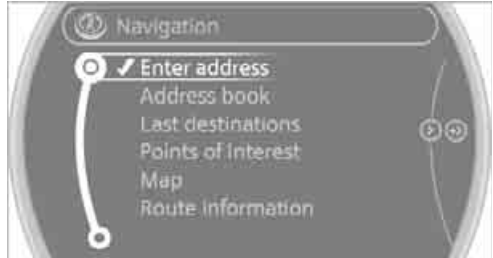 Navigation
Enter address
Address book
Last destinations
Points of Interest
Map
Route information